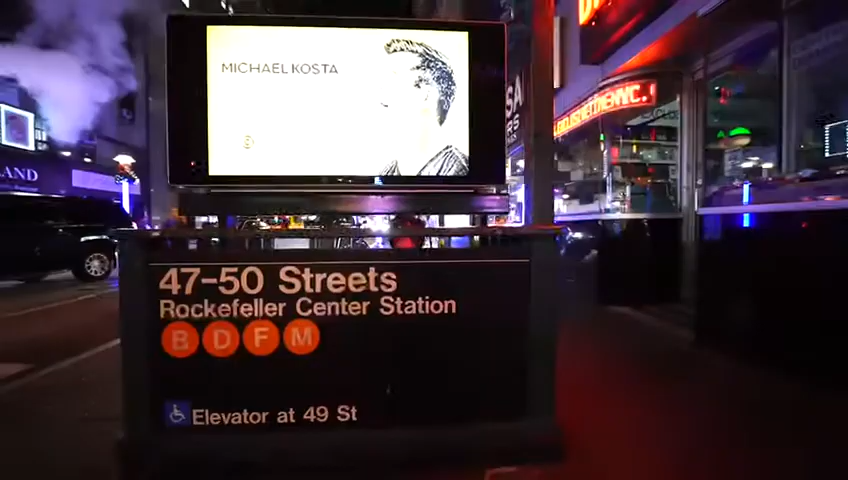 MICHAEL KOSTA
47-50 Streets
Rockefeller Center Station
B D F M
Elevator at 49 St